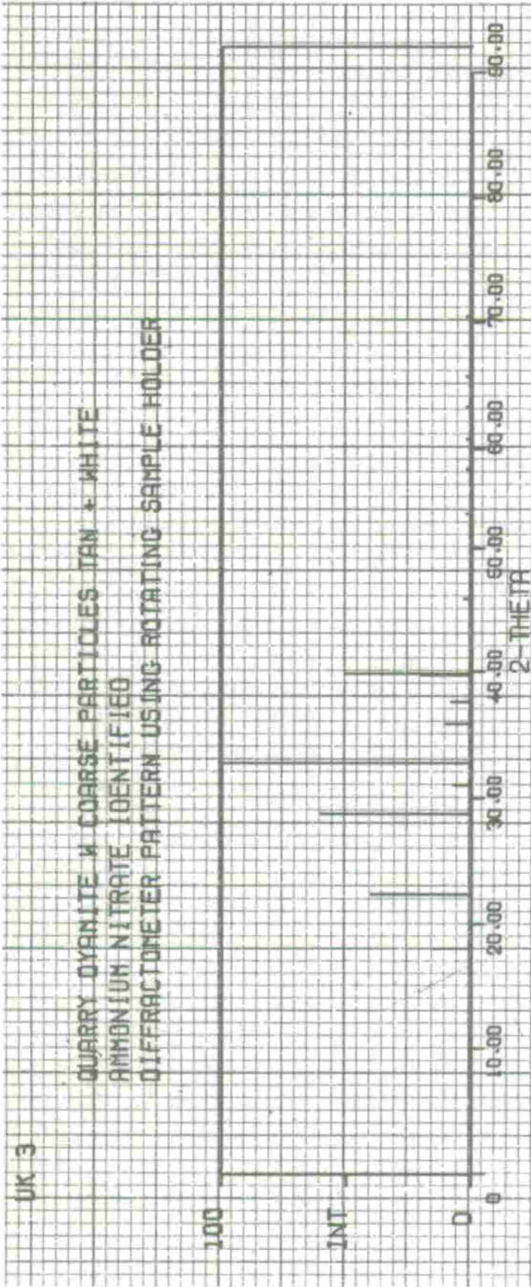 UK 3
QUARRY DYANITE W COARSE PARTICLES TAN + WHITE
AMMONIUM NITRATE IDENTIFIED
DIFFRACTOMETER PATTERN USING ROTATING SAMPLE HOLDER
100
INT
0
0 10.00 20.00 30.00 40.00 50.00 60.00 70.00 80.00 90.00
2-THETA